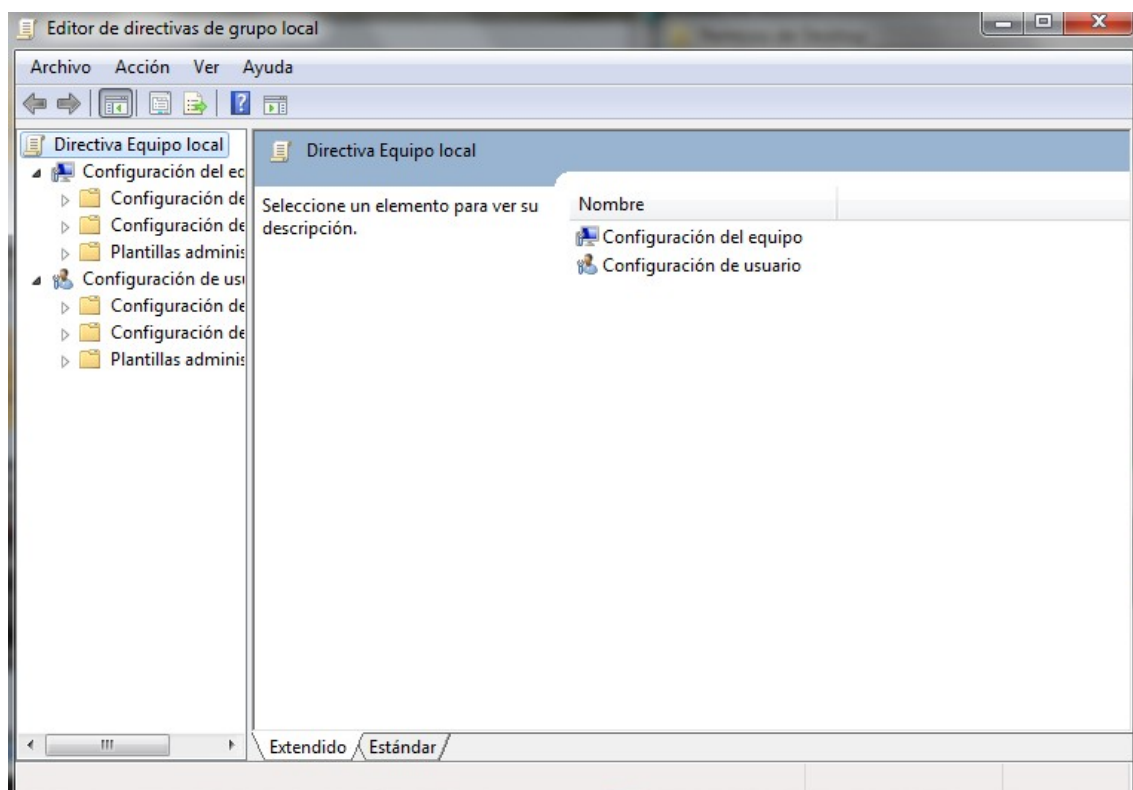 Editor de directivas de grupo local
Archivo Acción Ver Ayuda
Directiva Equipo local
Configuración del ec
Configuración de
Configuración de
Plantillas adminis
Configuración de usu
Configuración de
Configuración de
Plantillas adminis
Directiva Equipo local
Seleccione un elemento para ver su
descripción.
Nombre
Configuración del equipo
Configuración de usuario
Extendido Estándar